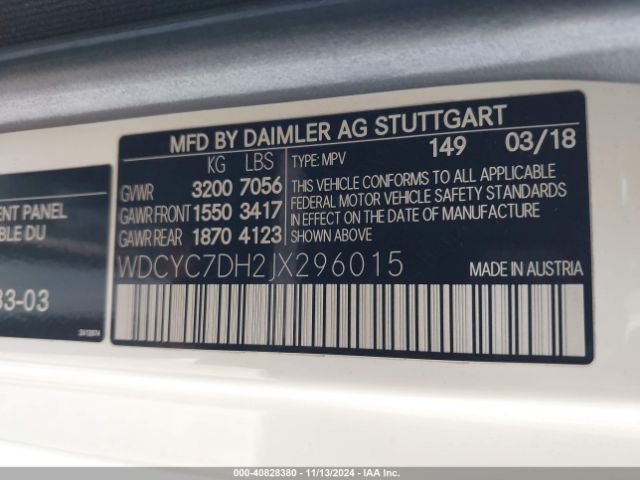 MFD BY DAIMLER AG STUTTGART
KG LBS
GVWR 3200 7056
GAWR FRONT 1550 3417
GAWR REAR 1870 4123
TYPE: MPV 149 03/18
THIS VEHICLE CONFORMS TO ALL APPLICABLE
FEDERAL MOTOR VEHICLE SAFETY STANDARDS
IN EFFECT ON THE DATE OF MANUFACTURE
SHOWN ABOVE.
WDCYC7DH2JX296015 MADE IN AUSTRIA
ENT PANEL
BLE DU
33-03
000-40828380 - 11/13/2024 - IAA, Inc.